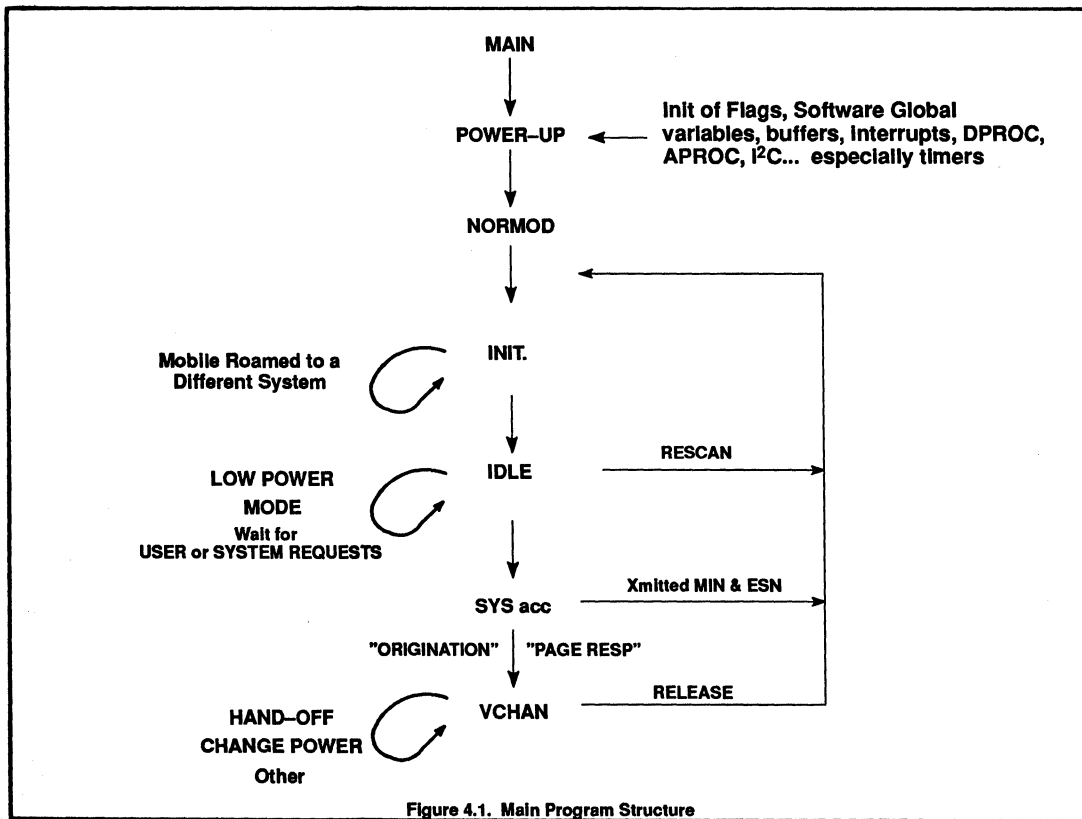 MAIN
POWER–UP
Init of Flags, Software Global
variables, buffers, interrupts, DPROC,
APROC, I²C... especially timers
NORMOD
INIT.
Mobile Roamed to a
Different System
IDLE
RESCAN
LOW POWER
MODE
Wait for
USER or SYSTEM REQUESTS
SYS acc
Xmitted MIN & ESN
"ORIGINATION"
"PAGE RESP"
VCHAN
RELEASE
HAND–OFF
CHANGE POWER
Other
Figure 4.1. Main Program Structure